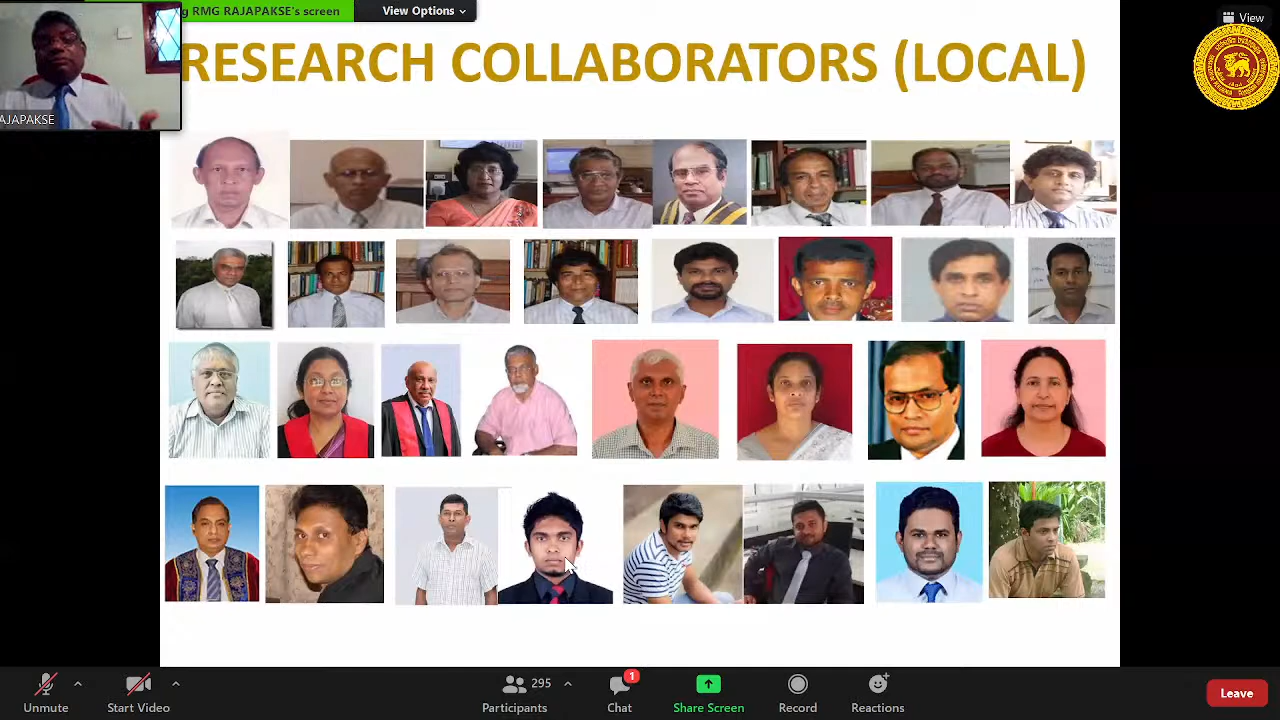 g RMG RAJAPAKSE's screen
View Options
View
RESEARCH COLLABORATORS (LOCAL)
AJAPAKSE
Unmute
Start Video
295
Participants
1
Chat
Share Screen
Record
Reactions
Leave